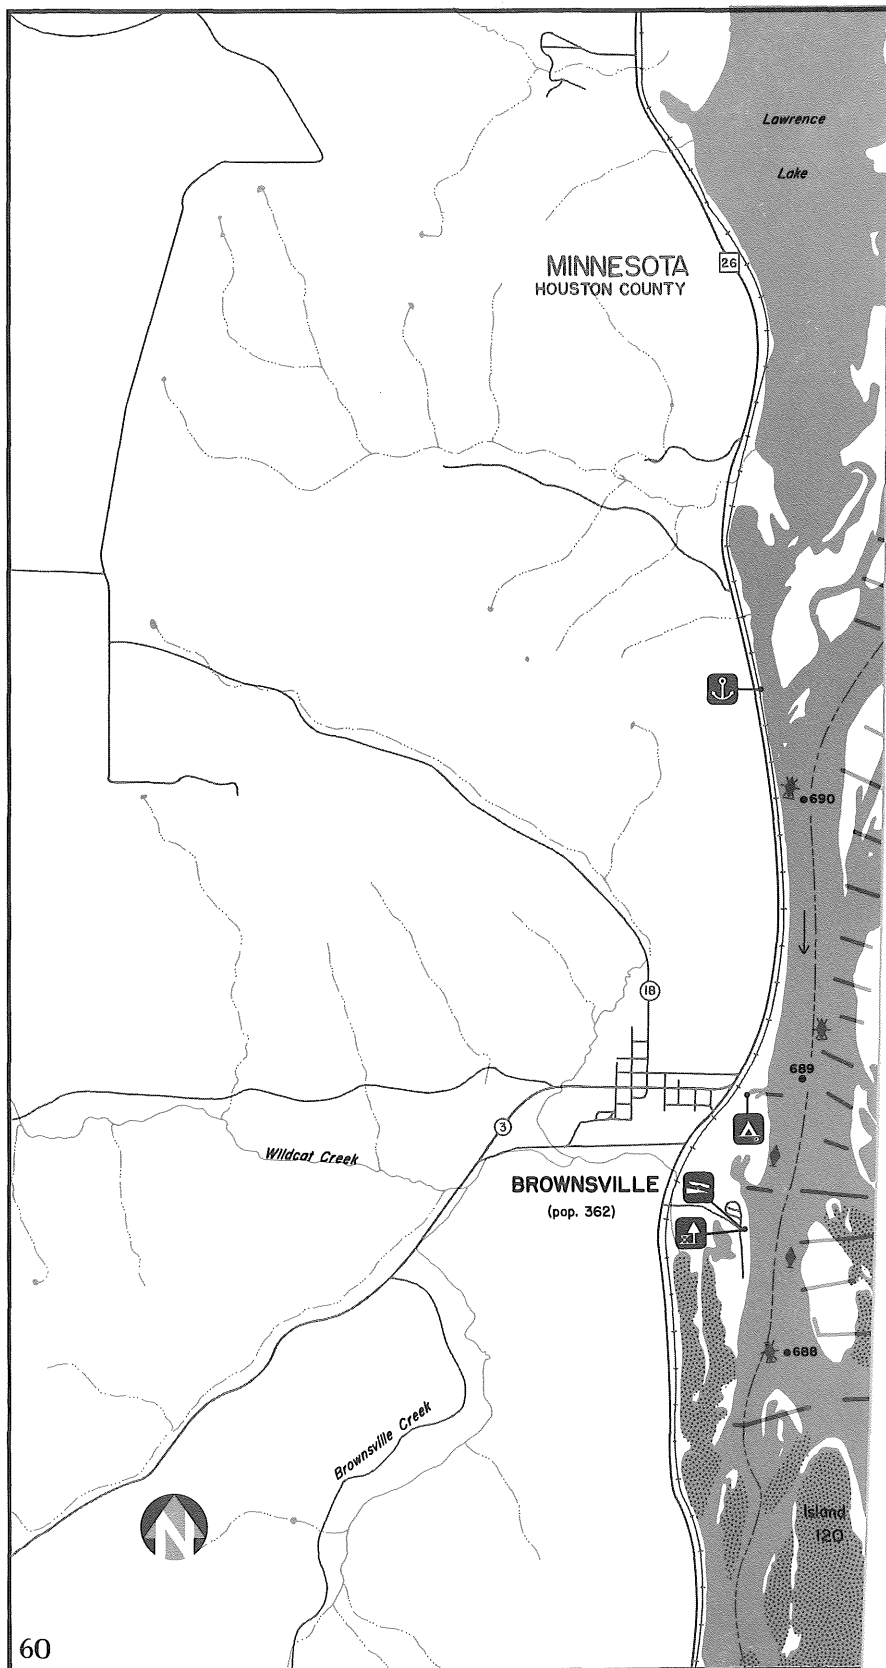 Lawrence
Lake
MINNESOTA
HOUSTON COUNTY
26
690
18
689
3
Wildcat Creek
BROWNSVILLE
(pop. 362)
688
Brownsville Creek
Island
120
N
60